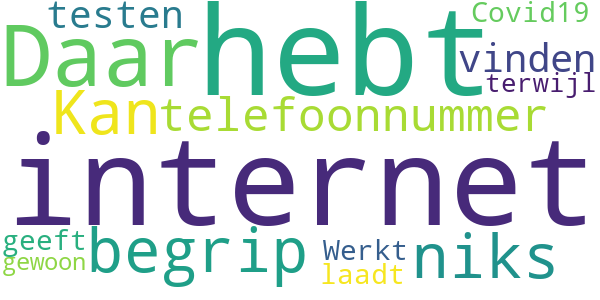 testen
Covid19
Daar
hebt
vinden
terwijl
Kan
telefoonnummer
internet
geeft
begrip
Werkt
niks
gewoon
laadt